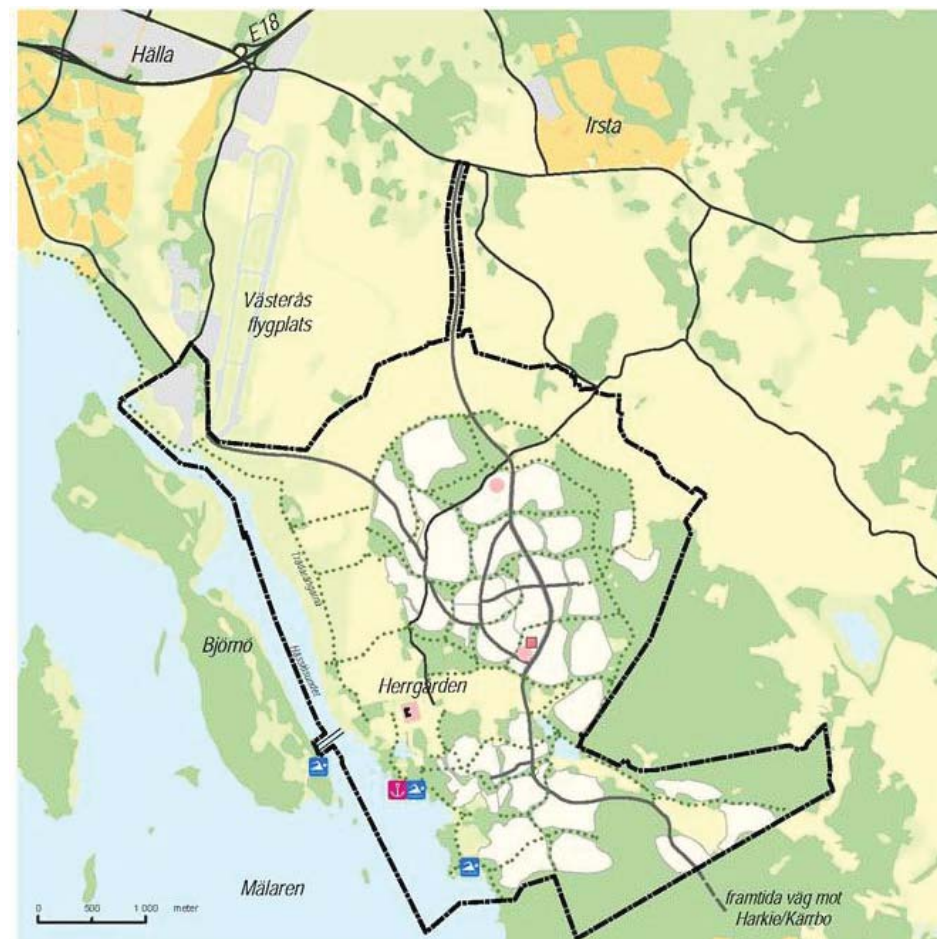 E18
Hälla
Irsta
Västerås
flygplats
Björnö
Herrgården
Mälaren
0 500 1 000 meter
framtida väg mot
Harkie/Kärrbo